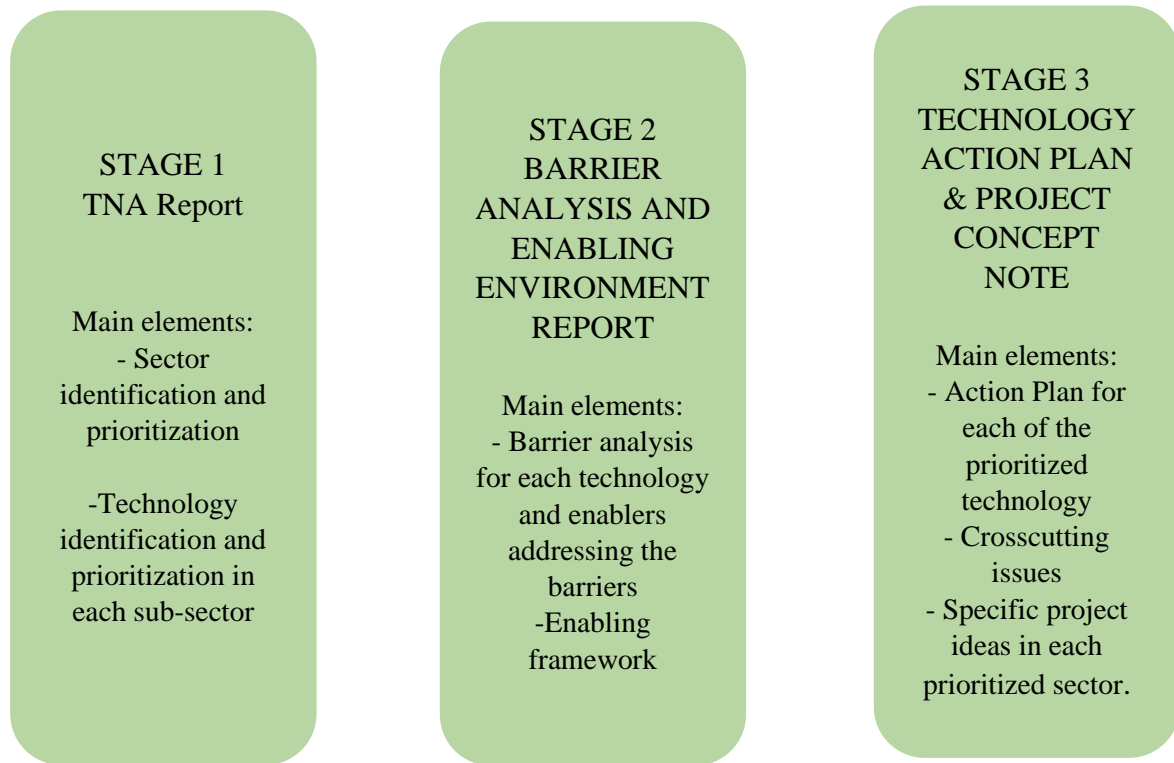 STAGE 1
TNA Report
Main elements:
- Sector
identification and
prioritization
-Technology
identification and
prioritization in
each sub-sector
STAGE 2
BARRIER
ANALYSIS AND
ENABLING
ENVIRONMENT
REPORT
Main elements:
- Barrier analysis
for each technology
and enablers
addressing the
barriers
-Enabling
framework
STAGE 3
TECHNOLOGY
ACTION PLAN
& PROJECT
CONCEPT
NOTE
Main elements:
- Action Plan for
each of the
prioritized
technology
- Crosscutting
issues
- Specific project
ideas in each
prioritized sector.